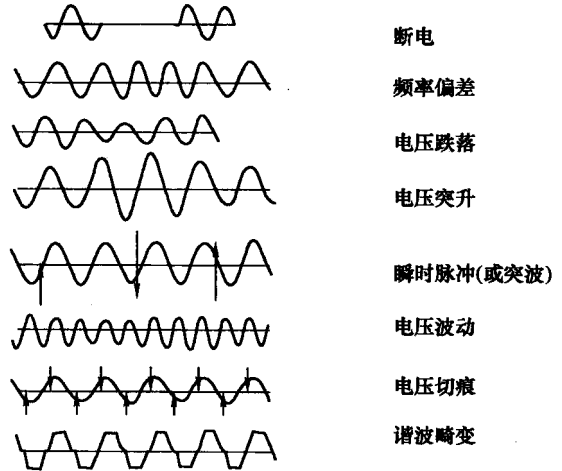 断电
频率偏差
电压跌落
电压突升
瞬时脉冲(或突波)
电压波动
电压切痕
谐波畸变